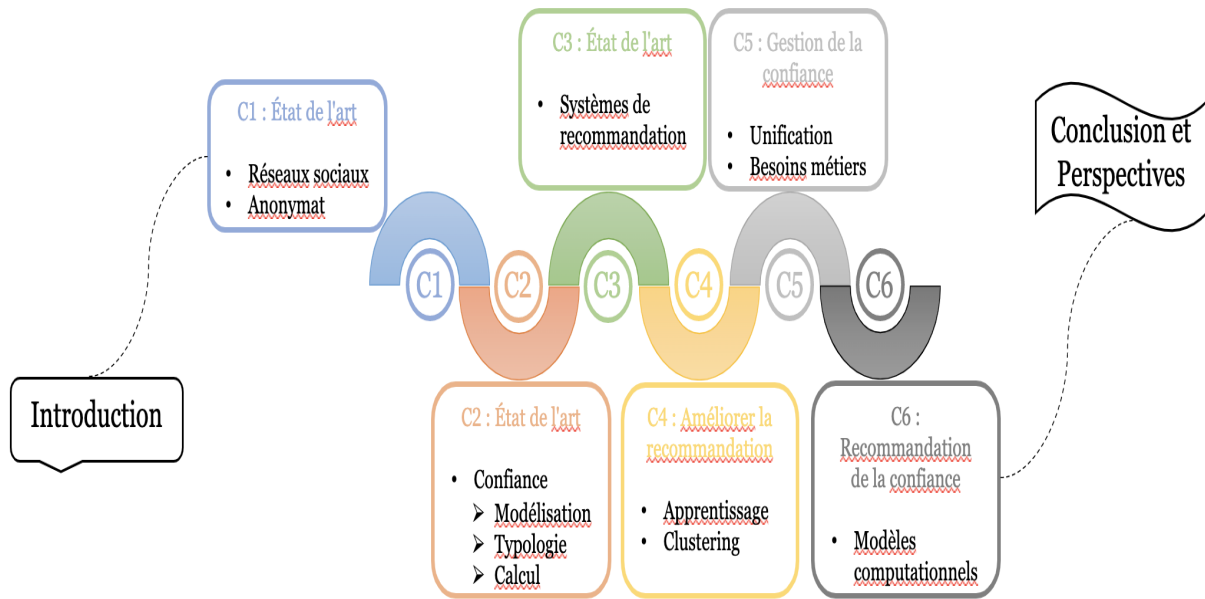 Introduction
C1 : État de l'art
• Réseaux sociaux
• Anonymat
C2 : État de l'art
• Confiance
➢ Modélisation
➢ Typologie
➢ Calcul
C3 : État de l'art
• Systèmes de
recommandation
C4 : Améliorer la
recommandation
• Apprentissage
• Clustering
C5 : Gestion de la
confiance
• Unification
• Besoins métiers
C6 :
Recommandation
de la confiance
• Modèles
computationnels
C1
C2
C3
C4
C5
C6
Conclusion et
Perspectives